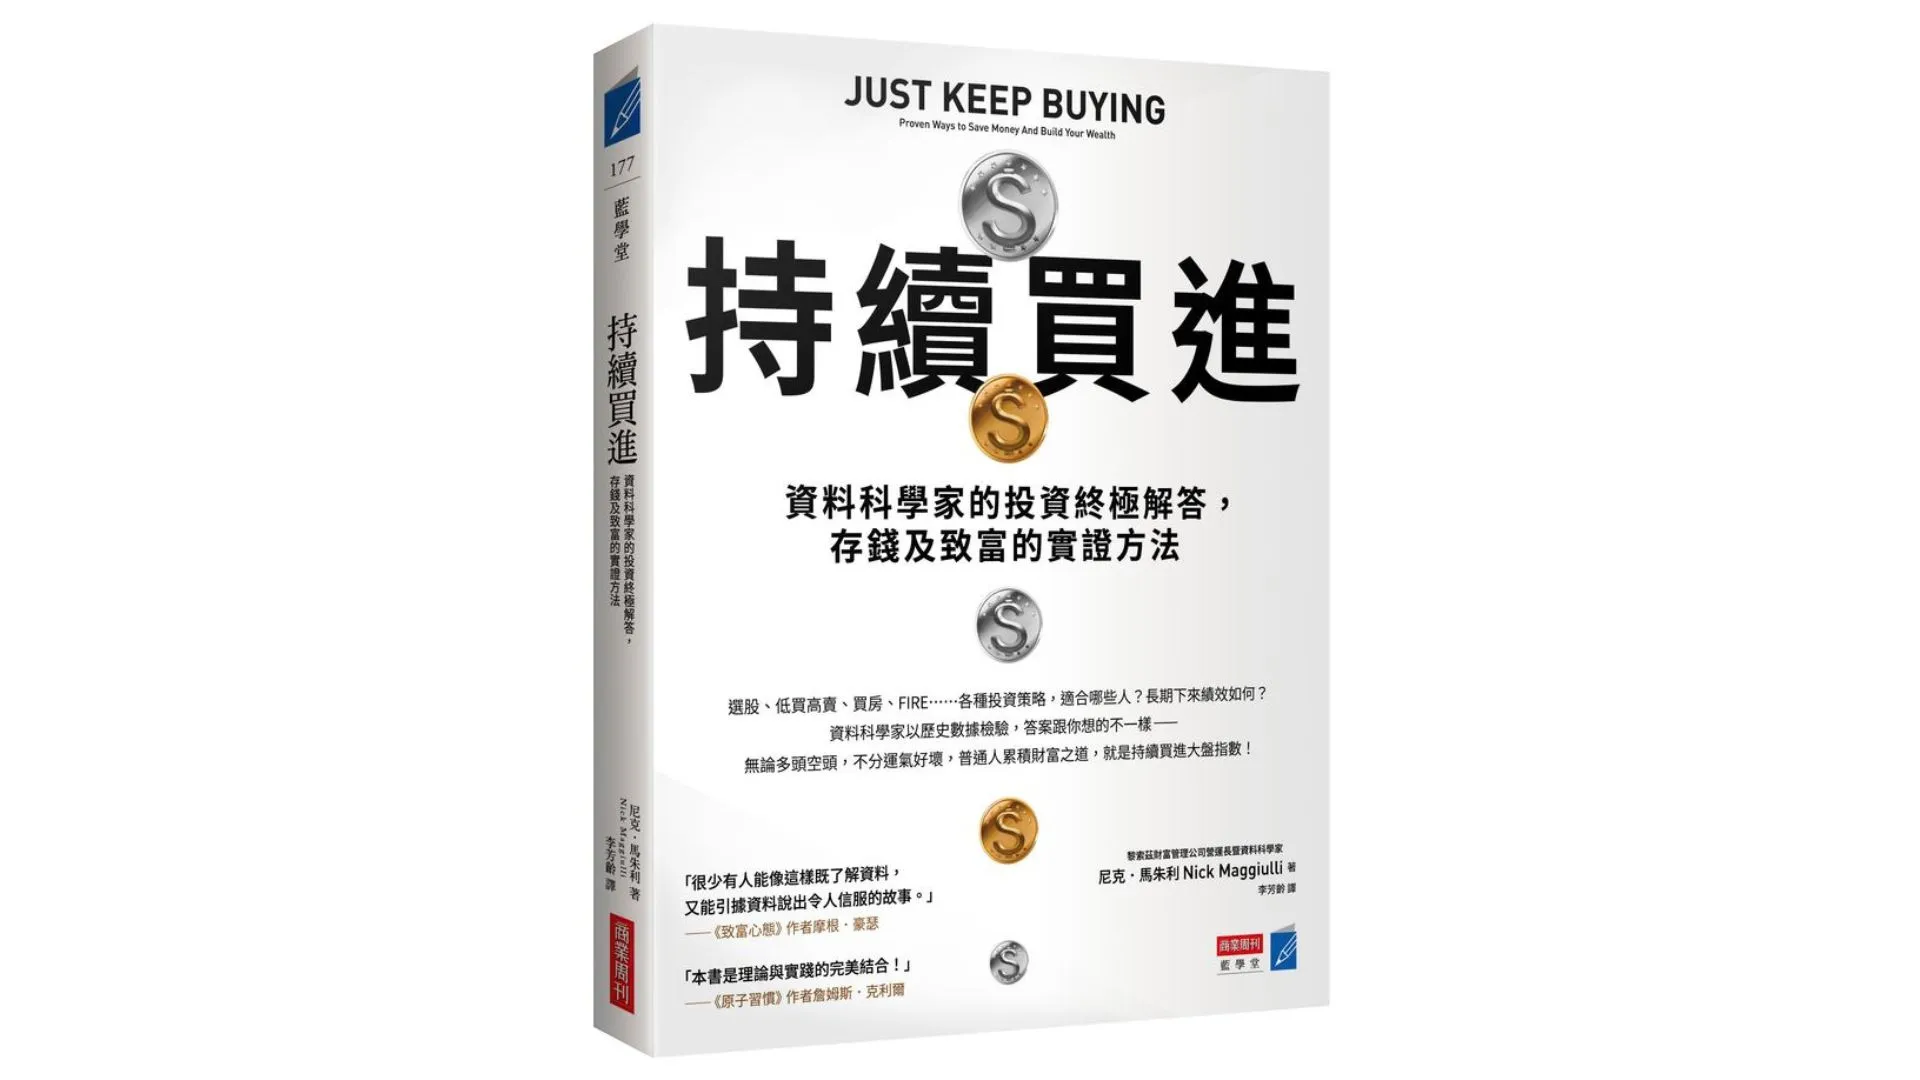 JUST KEEP BUYING
Proven Ways to Save Money And Build Your Wealth
持續買進
資料科學家的投資終極解答，
存錢及致富的實證方法
選股、低買高賣、買房、FIRE⋯⋯各種投資策略，適合哪些人？長期下來績效如何？
資料科學家以歷史數據檢驗，答案跟你想的不一樣──
無論多頭空頭，不分運氣好壞，普通人累積財富之道，就是持續買進大盤指數！
「很少有人能像這樣既了解資料，
又能引據資料說出令人信服的故事。」
──《致富心態》作者摩根．豪瑟
「本書是理論與實踐的完美結合！」
──《原子習慣》作者詹姆斯．克利爾
黎索茲財富管理公司營運長暨資料科學家
尼克．馬朱利 Nick Maggiulli 著
李芳齡 譯
商業周刊
藍學堂
177
藍學堂
持續買進
資料科學家的投資終極解答，
存錢及致富的實證方法
尼克．馬朱利 著
Nick Maggiulli
李芳齡 譯
商業周刊